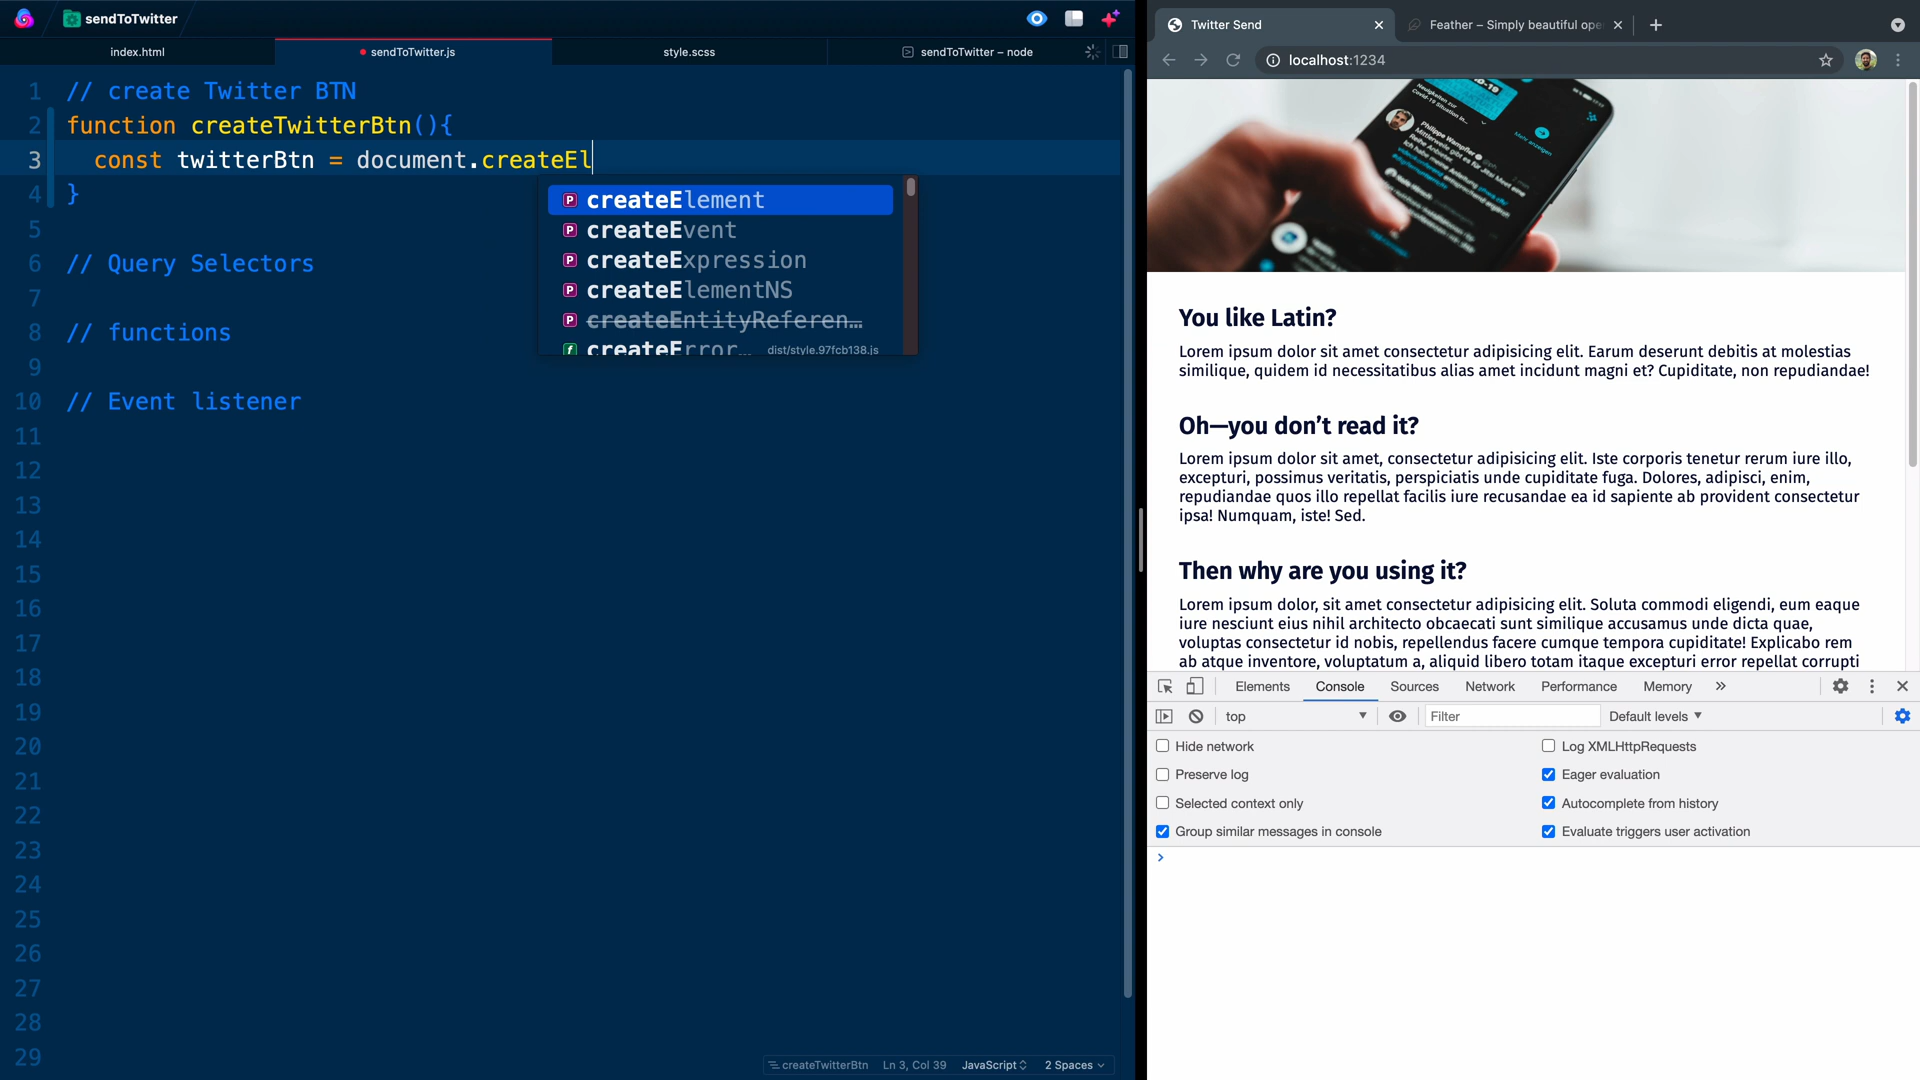 sendToTwitter
index.html
sendToTwitter.js
style.scss
sendToTwitter – node
1 // create Twitter BTN
2 function createTwitterBtn(){
3 const twitterBtn = document.createEl
4 }
5
6 // Query Selectors
7
8 // functions
9
10 // Event listener
11
12
13
14
15
16
17
18
19
20
21
22
23
24
25
26
27
28
29
createElement
createEvent
createExpression
createElementNS
createEntityReferen…
createError… dist/style.97fcb138.js
createTwitterBtn Ln 3, Col 39 JavaScript 2 Spaces
Twitter Send
Feather – Simply beautiful ope
localhost:1234
Neuigkeiten zur
Covid-19 Situation in…
Mehr anzeigen
Philippe Wampfler
You like Latin?
Lorem ipsum dolor sit amet consectetur adipisicing elit. Earum deserunt debitis at molestias
similique, quidem id necessitatibus alias amet incidunt magni et? Cupiditate, non repudiandae!
Oh—you don’t read it?
Lorem ipsum dolor sit amet, consectetur adipisicing elit. Iste corporis tenetur rerum iure illo,
excepturi, possimus veritatis, perspiciatis unde cupiditate fuga. Dolores, adipisci, enim,
repudiandae quos illo repellat facilis iure recusandae ea id sapiente ab provident consectetur
ipsa! Numquam, iste! Sed.
Then why are you using it?
Lorem ipsum dolor, sit amet consectetur adipisicing elit. Soluta commodi eligendi, eum eaque
iure nesciunt eius nihil architecto obcaecati sunt similique accusamus unde dicta quae,
voluptas consectetur id nobis, repellendus facere cumque tempora cupiditate! Explicabo rem
ab atque inventore, voluptatum a, aliquid libero totam itaque excepturi error repellat corrupti
Elements Console Sources Network Performance Memory
top Filter Default levels
Hide network
Log XMLHttpRequests
Preserve log
Eager evaluation
Selected context only
Autocomplete from history
Group similar messages in console
Evaluate triggers user activation